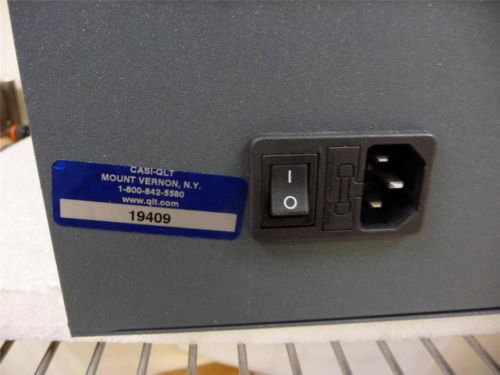 CASI-QLT
MOUNT VERNON, N.Y.
1-800-842-5580
www.qlt.com
19409
I
O